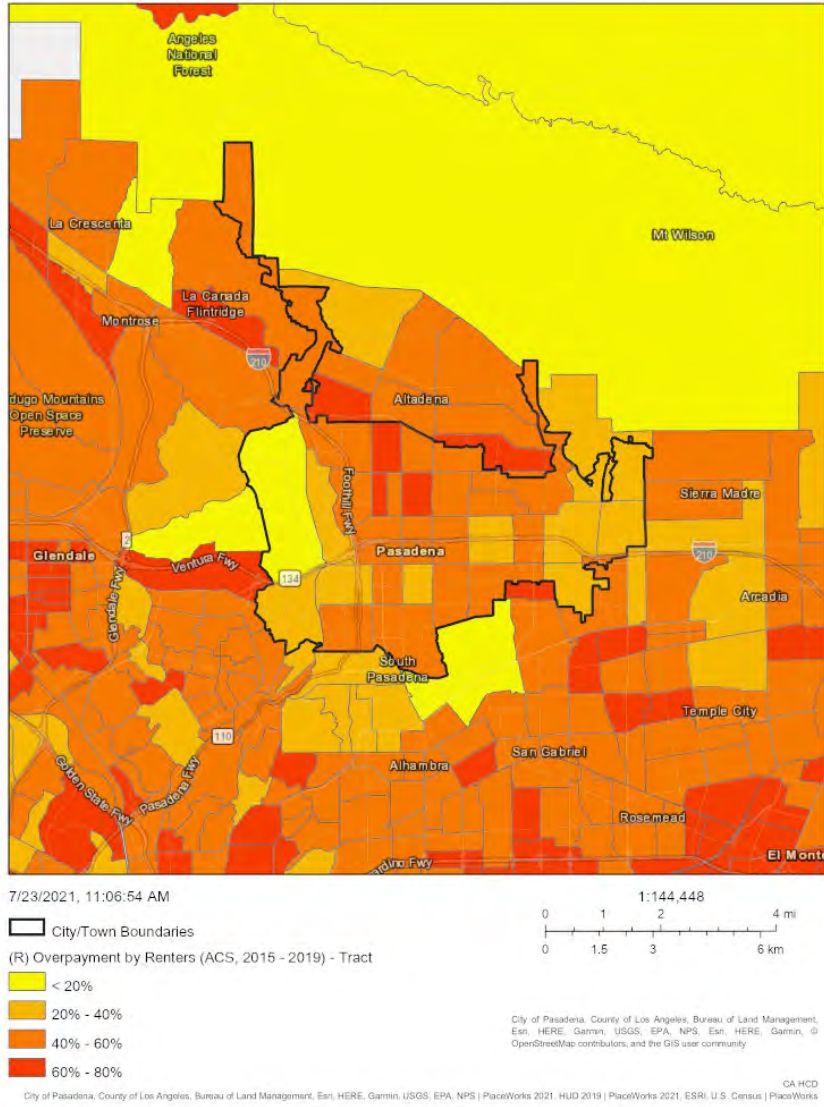 Angeles
National
Forest
Mt Wilson
La Crescenta
La Canada
Flintridge
Montrose
210
dugo Mountains
Open Space
Preserve
Altadena
Foothill Fwy
Sierra Madre
2
Glendale
Ventura Fwy
Pasadena
210
134
Glendale Fwy
Arcadia
South
Pasadena
110
Temple City
San Gabriel
Alhambra
Golden State Fwy
Pasadena Fwy
Rosemead
ardino Fwy
El Monte
7/23/2021, 11:06:54 AM
1:144,448
0 1 2 4 mi
0 1.5 3 6 km
City/Town Boundaries
(R) Overpayment by Renters (ACS, 2015 - 2019) - Tract
< 20%
20% - 40%
40% - 60%
60% - 80%
City of Pasadena, County of Los Angeles, Bureau of Land Management,
Esri, HERE, Garmin, USGS, EPA, NPS, Esri, HERE, Garmin, ©
OpenStreetMap contributors, and the GIS user community
CA HCD
City of Pasadena, County of Los Angeles, Bureau of Land Management, Esri, HERE, Garmin, USGS, EPA, NPS | PlaceWorks 2021, HUD 2019 | PlaceWorks 2021, ESRI, U.S. Census | PlaceWorks